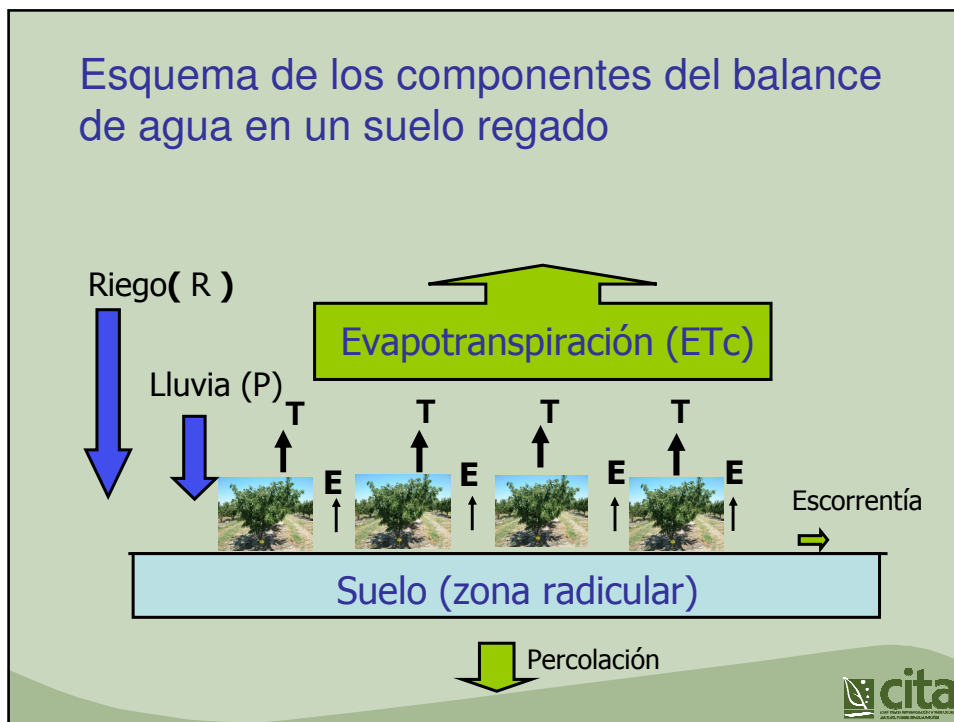 Esquema de los componentes del balance
de agua en un suelo regado
Riego( R )
Evapotranspiración (ETc)
Lluvia (P)
T
T
T
T
E
E
E
E
Escorrentía
Suelo (zona radicular)
Percolación
cita